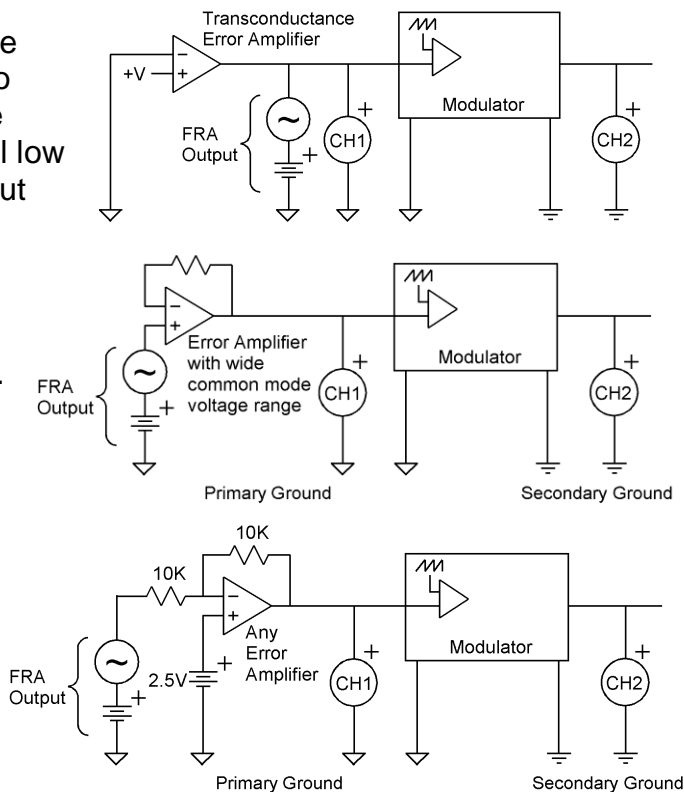 Transconductance
Error Amplifier
e
o
e
l low
ut
.
−
+V
+
FRA
Output
~
+
CH1
+
Modulator
CH2
+
−
+
Error Amplifier
with wide
common mode
voltage range
FRA
Output
~
+
CH1
+
Modulator
CH2
+
Primary Ground
Secondary Ground
10K
10K
−
+
Any
Error
Amplifier
FRA
Output
~
+
2.5V
+
CH1
+
Modulator
CH2
+
Primary Ground
Secondary Ground